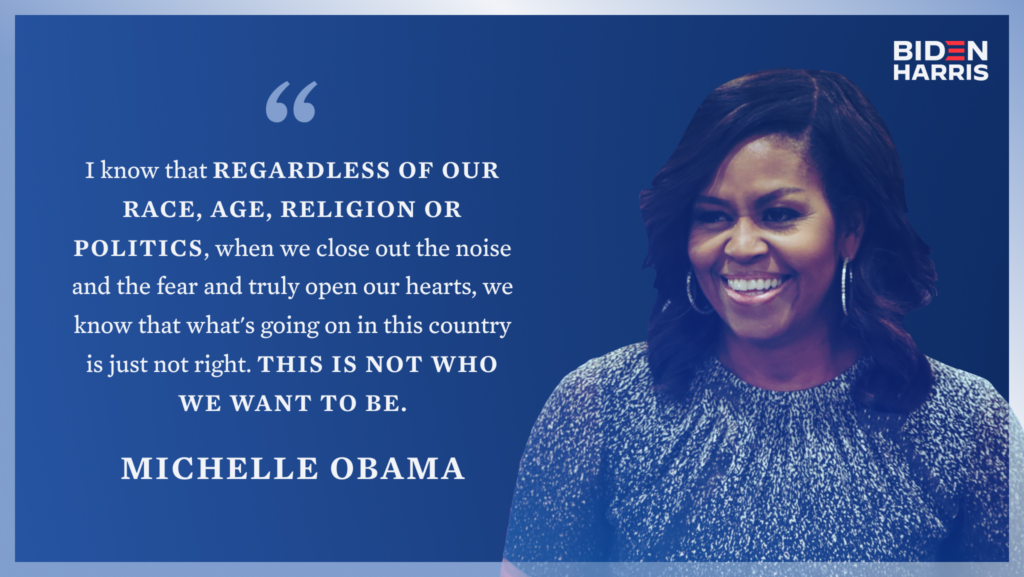 BIDEN
HARRIS
“
I know that REGARDLESS OF OUR
RACE, AGE, RELIGION OR
POLITICS, when we close out the noise
and the fear and truly open our hearts, we
know that what's going on in this country
is just not right. THIS IS NOT WHO
WE WANT TO BE.
MICHELLE OBAMA